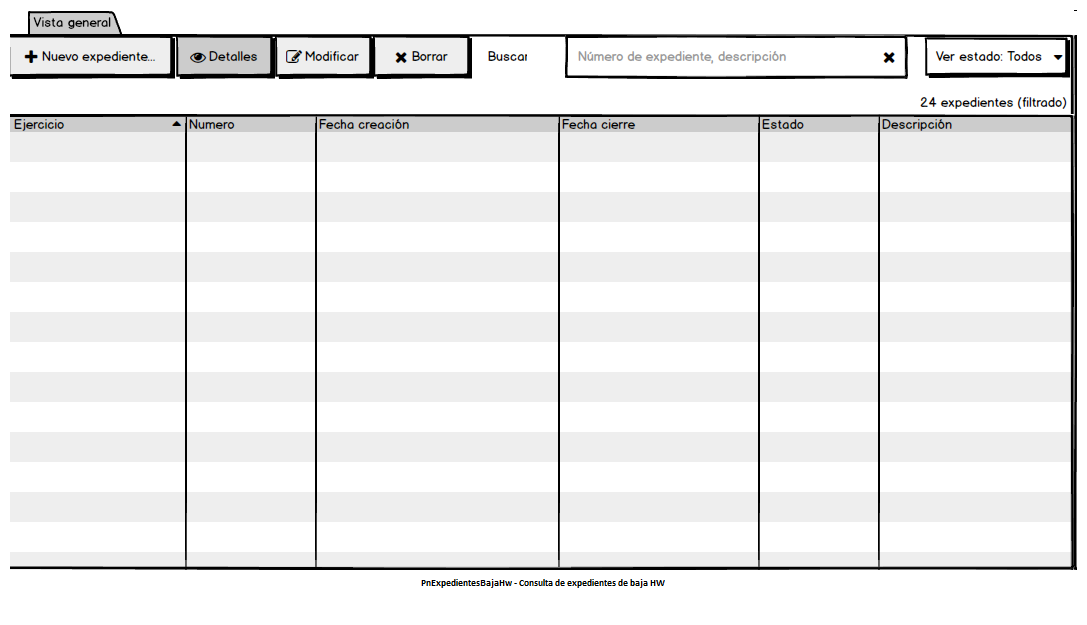 Vista general
Nuevo expediente... Detalles Modificar Borrar Buscar Número de expediente, descripción Ver estado: Todos
24 expedientes (filtrado)
Ejercicio Numero Fecha creación Fecha cierre Estado Descripción
PnExpedientesBajaHw - Consulta de expedientes de baja HW